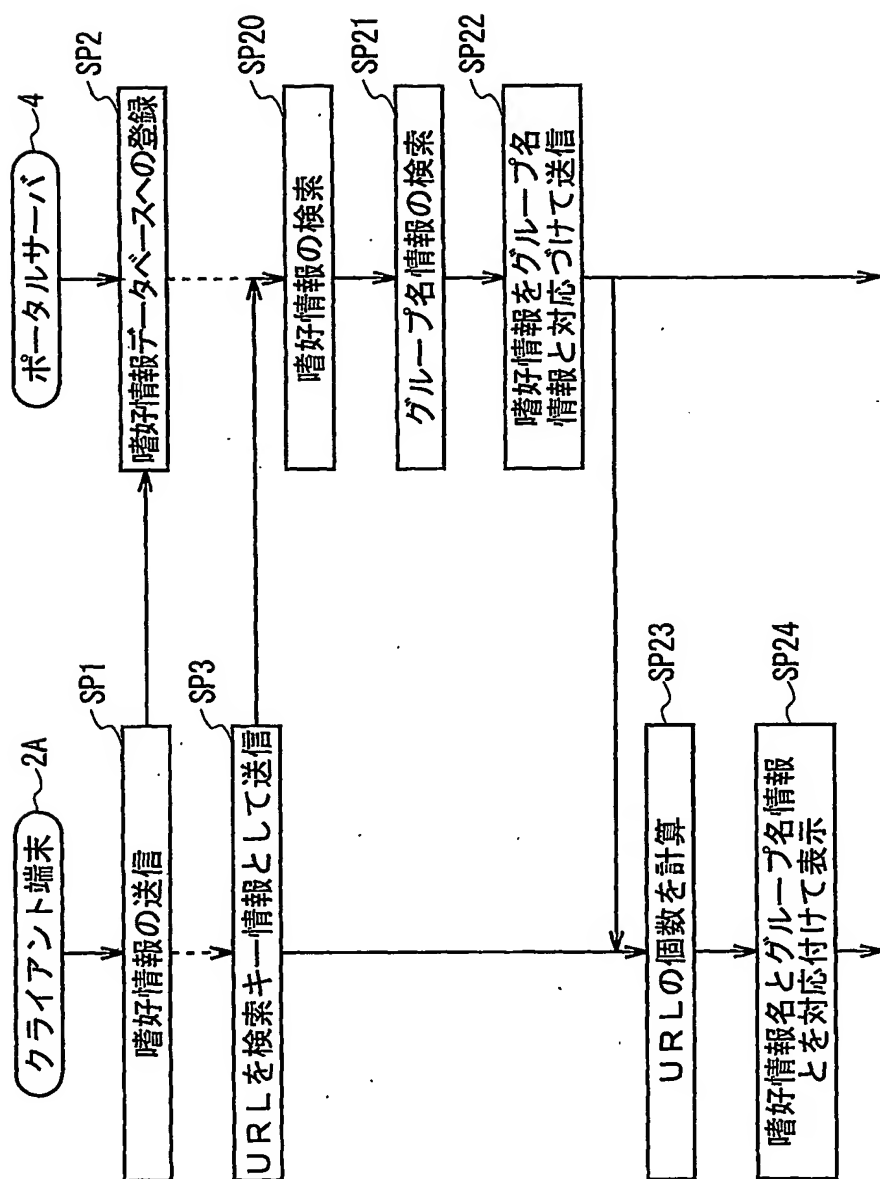 クライアント端末
2A
SP1
嗜好情報の送信
SP3
URLを検索キー情報として送信
SP23
URLの個数を計算
SP24
嗜好情報名とグループ名情報
とを対応付けて表示
ポータルサーバ
4
SP2
嗜好情報データベースへの登録
SP20
嗜好情報の検索
SP21
グループ名情報の検索
SP22
嗜好情報をグループ名
情報と対応づけて送信